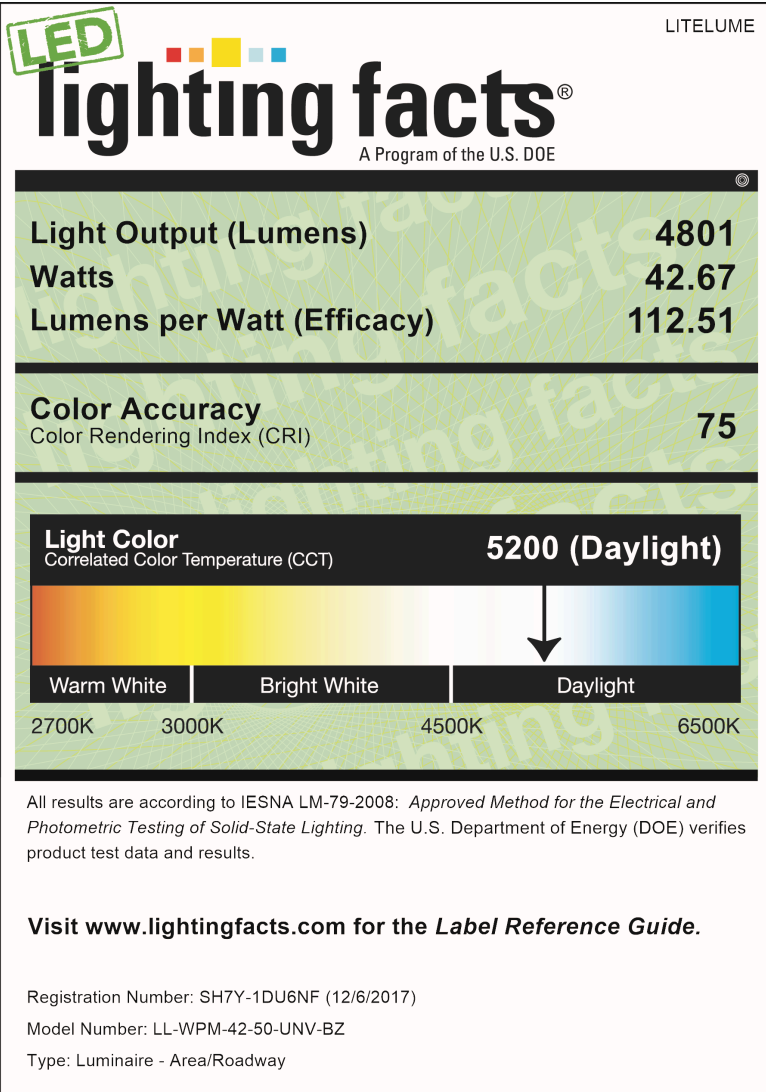 LED
LITELUME
lighting facts®
A Program of the U.S. DOE
Light Output (Lumens) 4801
Watts 42.67
Lumens per Watt (Efficacy) 112.51
Color Accuracy
Color Rendering Index (CRI) 75
Light Color
Correlated Color Temperature (CCT) 5200 (Daylight)
Warm White Bright White Daylight
2700K 3000K 4500K 6500K
All results are according to IESNA LM-79-2008: Approved Method for the Electrical and
Photometric Testing of Solid-State Lighting. The U.S. Department of Energy (DOE) verifies
product test data and results.
Visit www.lightingfacts.com for the Label Reference Guide.
Registration Number: SH7Y-1DU6NF (12/6/2017)
Model Number: LL-WPM-42-50-UNV-BZ
Type: Luminaire - Area/Roadway